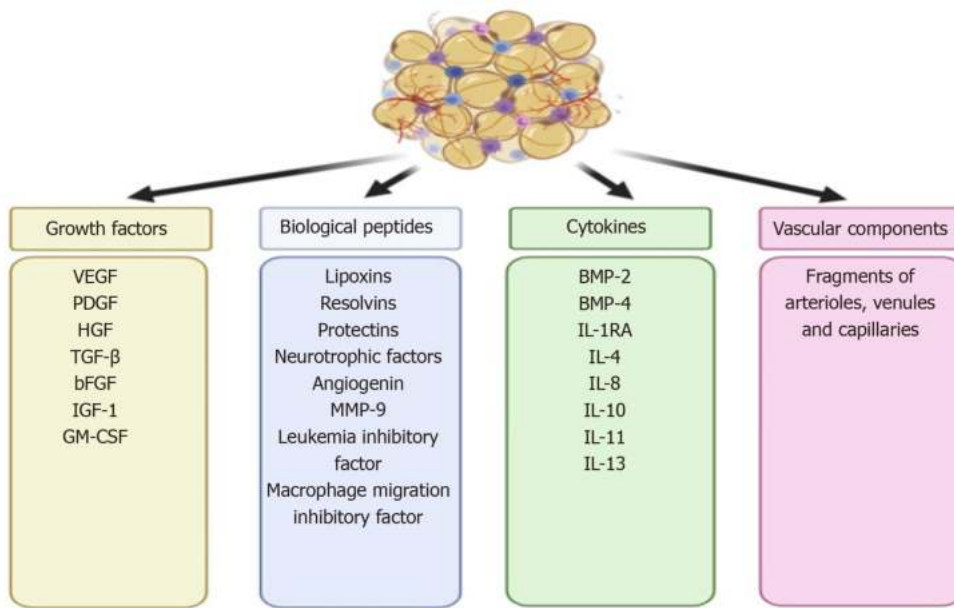 Growth factors
VEGF
PDGF
HGF
TGF-β
bFGF
IGF-1
GM-CSF
Biological peptides
Lipoxins
Resolvins
Protectins
Neurotrophic factors
Angiogenin
MMP-9
Leukemia inhibitory
factor
Macrophage migration
inhibitory factor
Cytokines
BMP-2
BMP-4
IL-1RA
IL-4
IL-8
IL-10
IL-11
IL-13
Vascular components
Fragments of
arterioles, venules
and capillaries